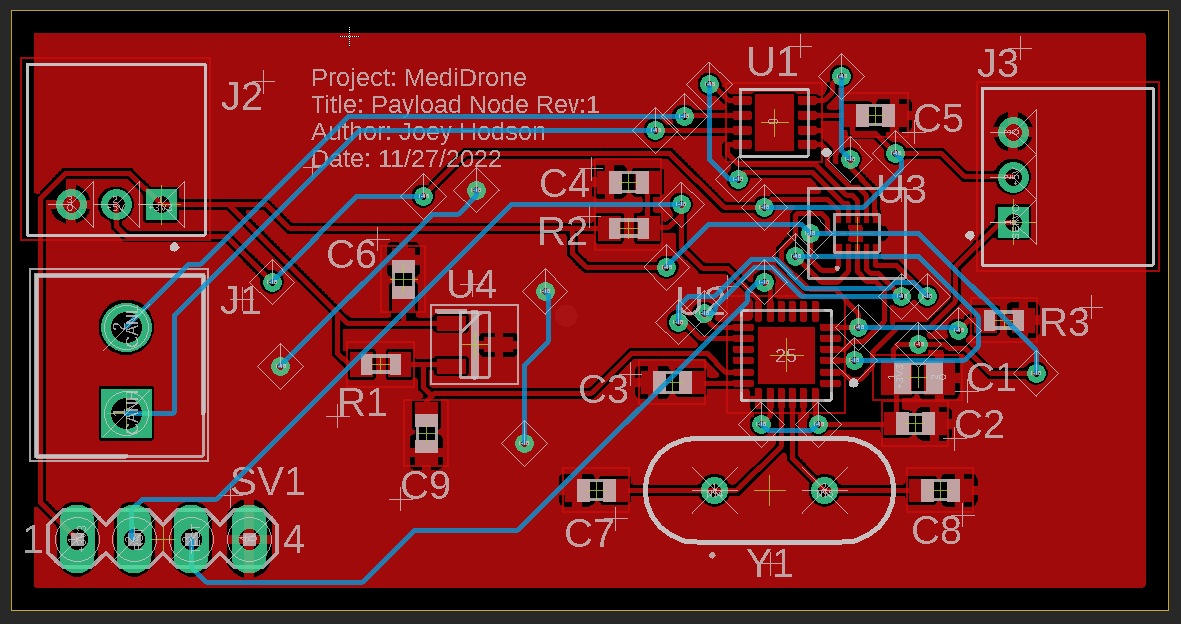 U1
J3
J2
Project: MediDrone
Title: Payload Node Rev:1
Author: Joey Hodson
Date: 11/27/2022
C5
C4
U3
R2
C6
U4
J1
U2
R3
25
C3
C1
R1
C2
C9
SV1
C7
C8
1
4
Y1